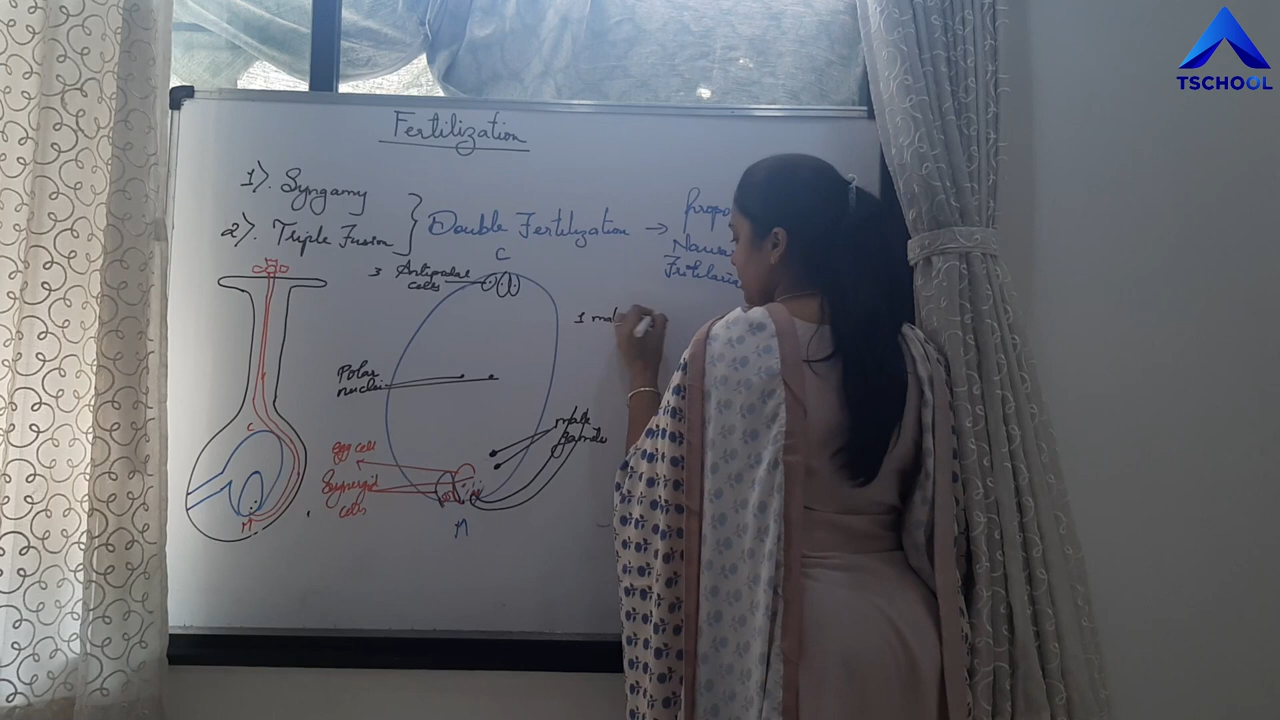 TSCHOOL
Fertilization
1). Syngamy
2). Triple Fusion
Double Fertilization →
C
3 Antipodal
cells
1 mal
Polar
nuclei
male
gamete
C
egg cell
Synergid
cells
M
M